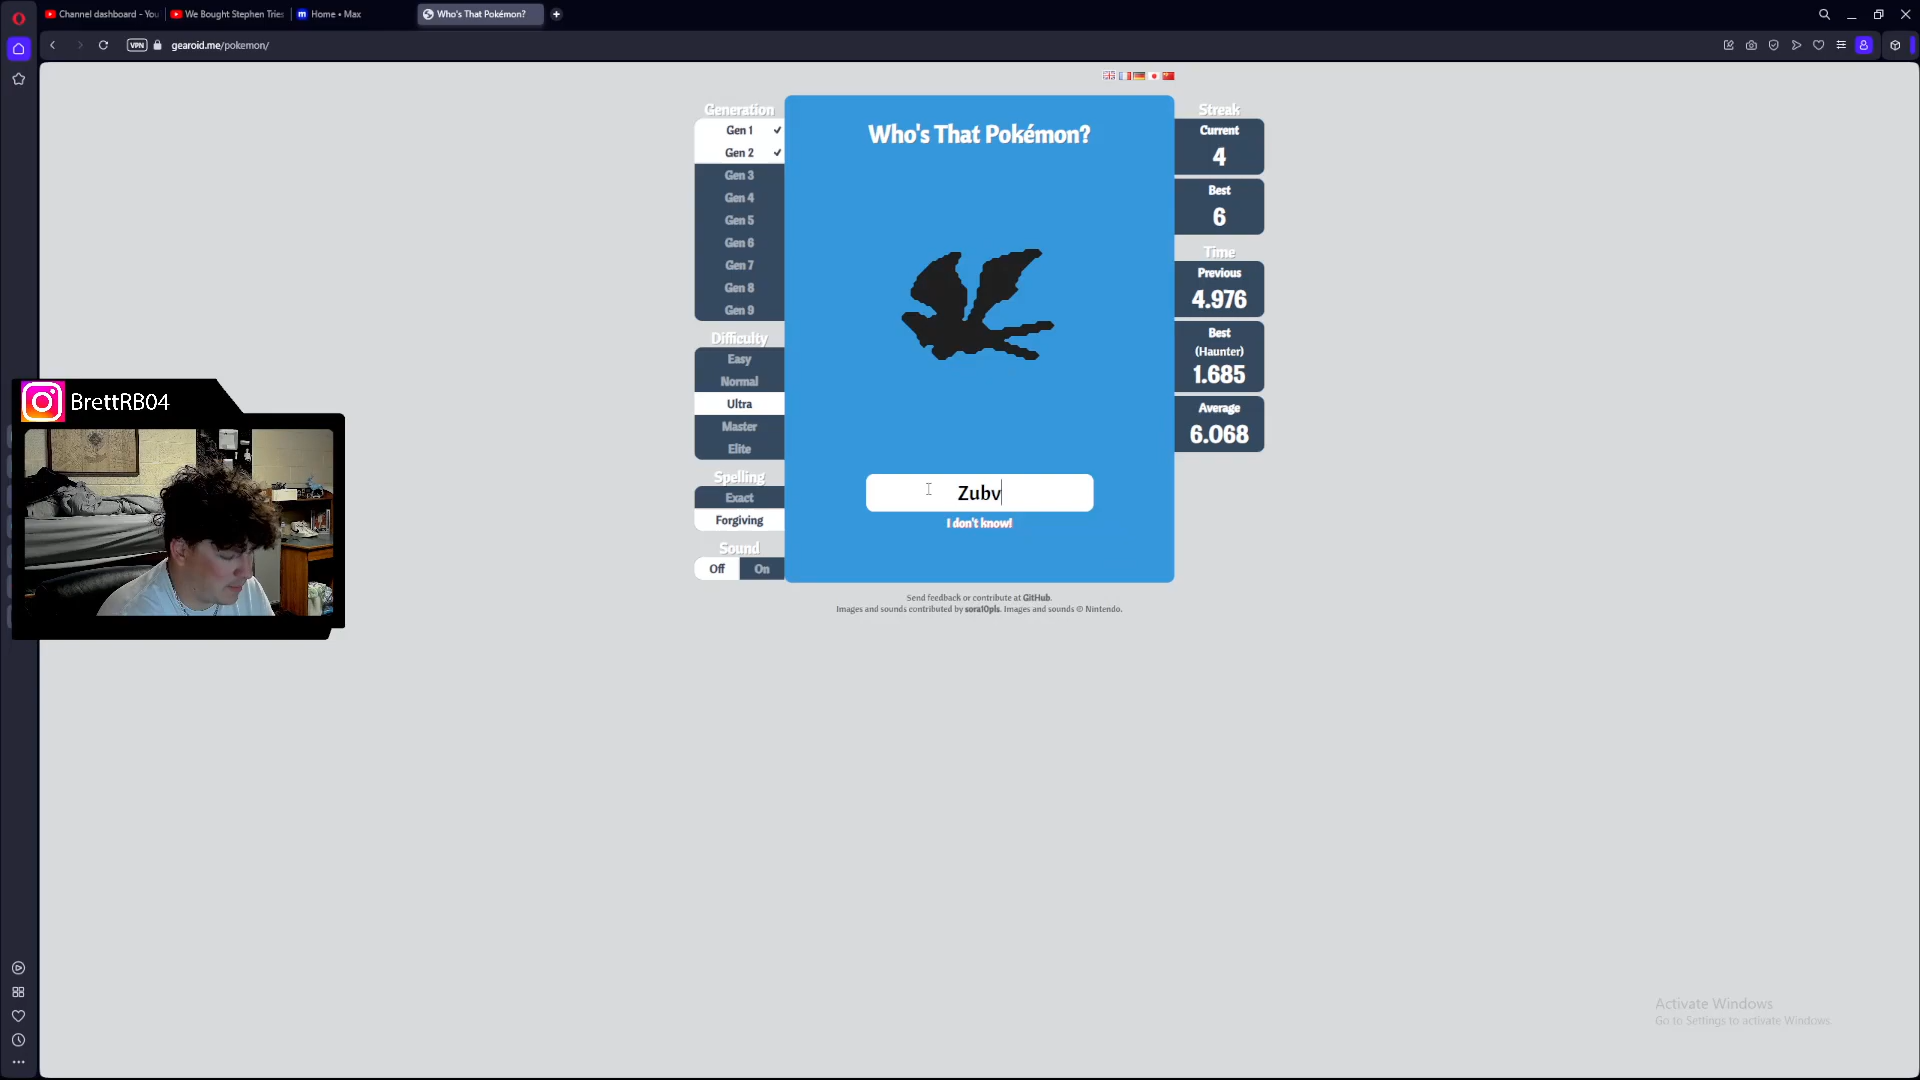 Channel dashboard - You
We Bought Stephen Tries
Home • Max
Who's That Pokémon?
VPN
gearoid.me/pokemon/
Generation
Gen 1
Gen 2
Gen 3
Gen 4
Gen 5
Gen 6
Gen 7
Gen 8
Gen 9
Difficulty
Easy
Normal
Ultra
Master
Elite
Spelling
Exact
Forgiving
Sound
Off On
Who's That Pokémon?
Zubv
I don't know!
Streak
Current
4
Best
6
Time
Previous
4.976
Best
(Haunter)
1.685
Average
6.068
Send feedback or contribute at GitHub.
Images and sounds contributed by sora10pls. Images and sounds © Nintendo.
BrettRB04
Activate Windows
Go to Settings to activate Windows.